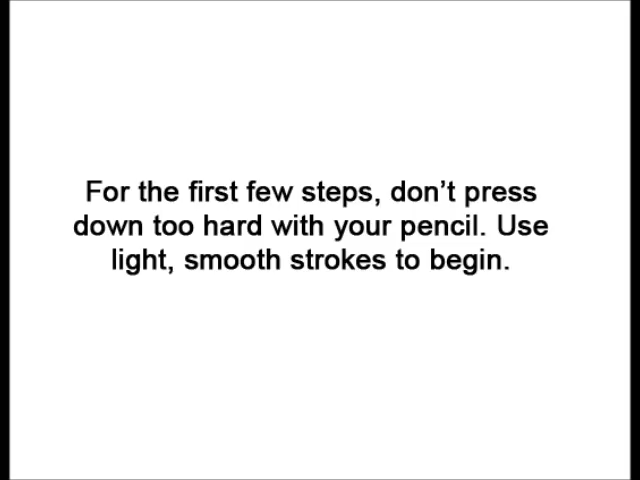 For the first few steps, don’t press
down too hard with your pencil. Use
light, smooth strokes to begin.